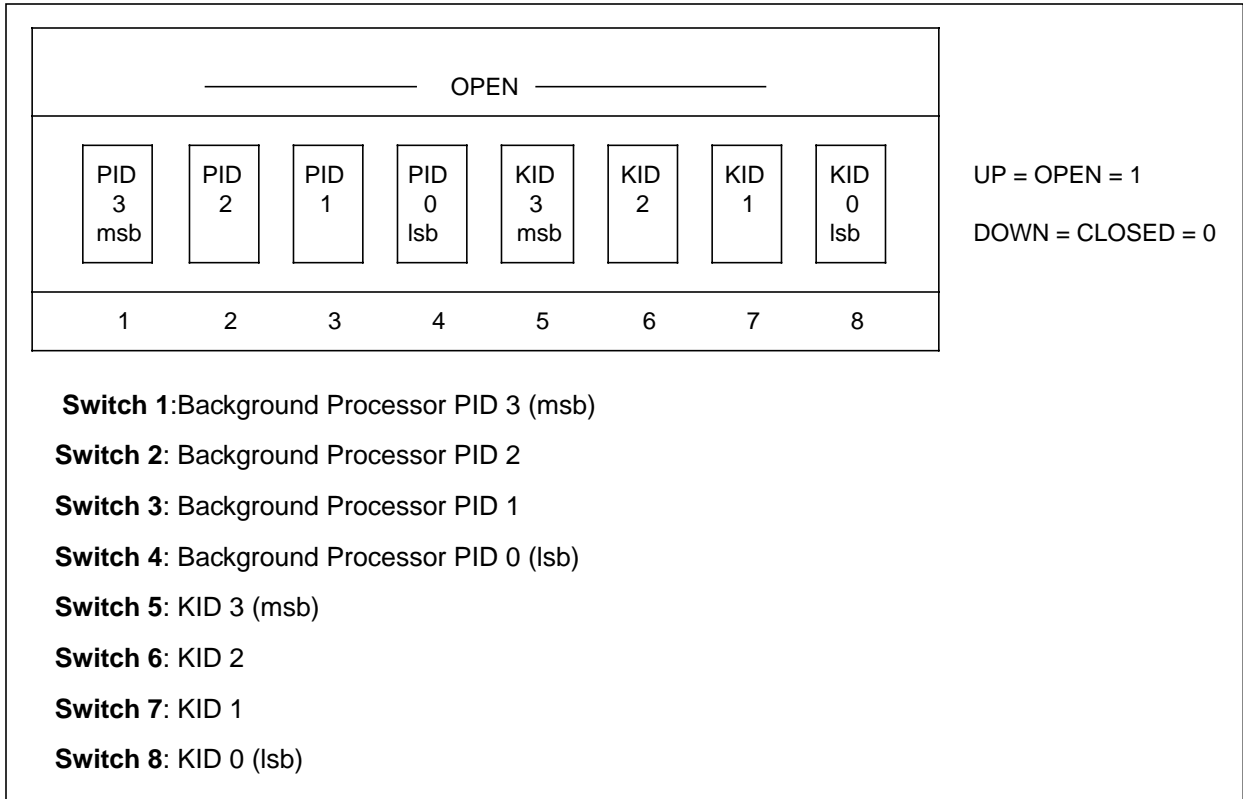 OPEN
PID PID PID PID KID KID KID KID
3 2 1 0 3 2 1 0
msb lsb msb lsb
UP = OPEN = 1
DOWN = CLOSED = 0
1 2 3 4 5 6 7 8
Switch 1:Background Processor PID 3 (msb)
Switch 2: Background Processor PID 2
Switch 3: Background Processor PID 1
Switch 4: Background Processor PID 0 (lsb)
Switch 5: KID 3 (msb)
Switch 6: KID 2
Switch 7: KID 1
Switch 8: KID 0 (lsb)